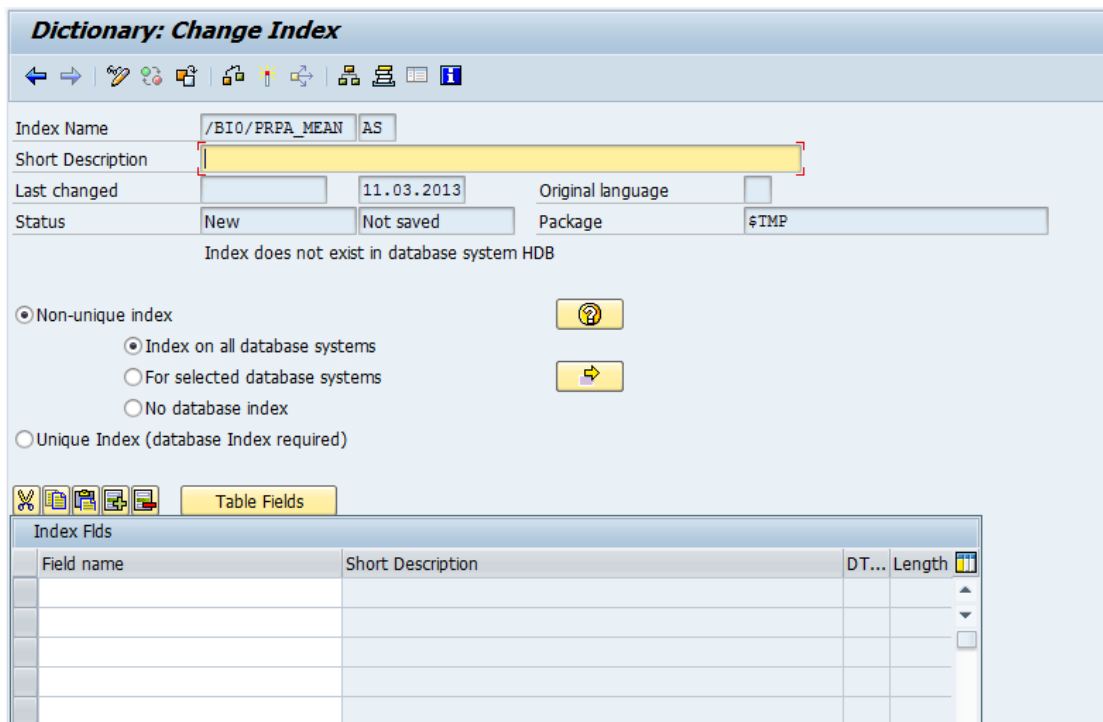 Dictionary: Change Index
Index Name /BI0/PRPA_MEAN AS
Short Description
Last changed 11.03.2013 Original language
Status New Not saved Package $TMP
Index does not exist in database system HDB
Non-unique index
Index on all database systems
For selected database systems
No database index
Unique Index (database Index required)
Table Fields
Index Flds
Field name Short Description DT... Length